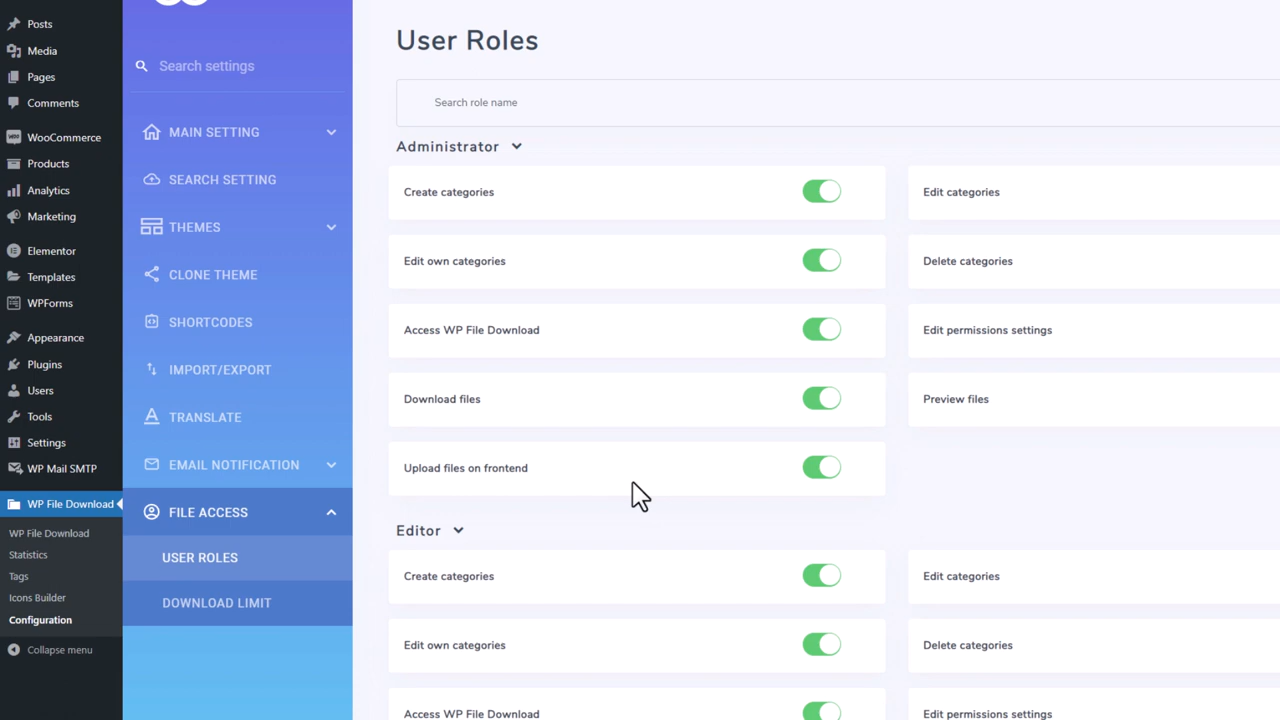 Posts
Media
Pages
Comments
WooCommerce
Products
Analytics
Marketing
Elementor
Templates
WPForms
Appearance
Plugins
Users
Tools
Settings
WP Mail SMTP
WP File Download
WP File Download
Statistics
Tags
Icons Builder
Configuration
Collapse menu
Search settings
MAIN SETTING
SEARCH SETTING
THEMES
CLONE THEME
SHORTCODES
IMPORT/EXPORT
TRANSLATE
EMAIL NOTIFICATION
FILE ACCESS
USER ROLES
DOWNLOAD LIMIT
User Roles
Search role name
Administrator
Create categories
Edit categories
Edit own categories
Delete categories
Access WP File Download
Edit permissions settings
Download files
Preview files
Upload files on frontend
Editor
Create categories
Edit categories
Edit own categories
Delete categories
Access WP File Download
Edit permissions settings